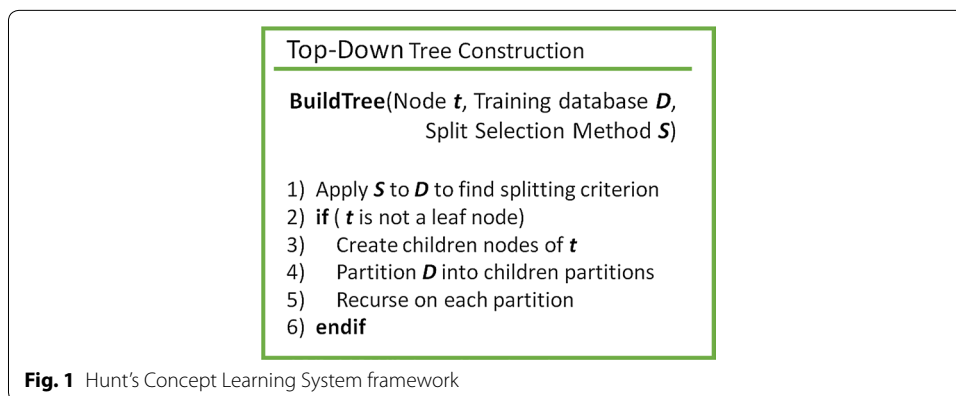 Top-Down Tree Construction
BuildTree(Node t, Training database D,
Split Selection Method S)
1) Apply S to D to find splitting criterion
2) if ( t is not a leaf node)
3) Create children nodes of t
4) Partition D into children partitions
5) Recurse on each partition
6) endif
Fig. 1 Hunt's Concept Learning System framework